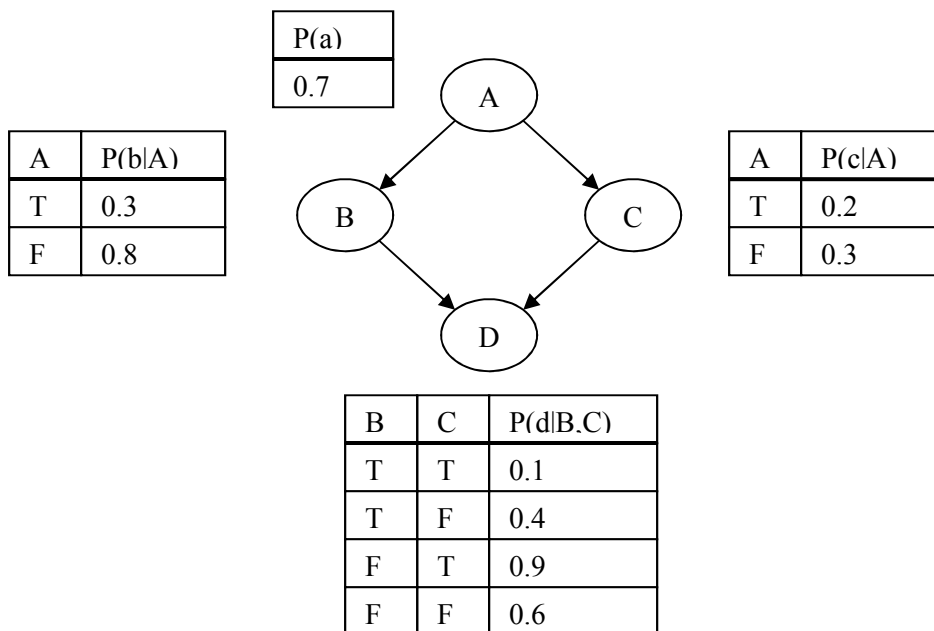 P(a)
0.7
A
A P(b|A)
T 0.3
F 0.8
B
C
A P(c|A)
T 0.2
F 0.3
D
B C P(d|B,C)
T T 0.1
T F 0.4
F T 0.9
F F 0.6